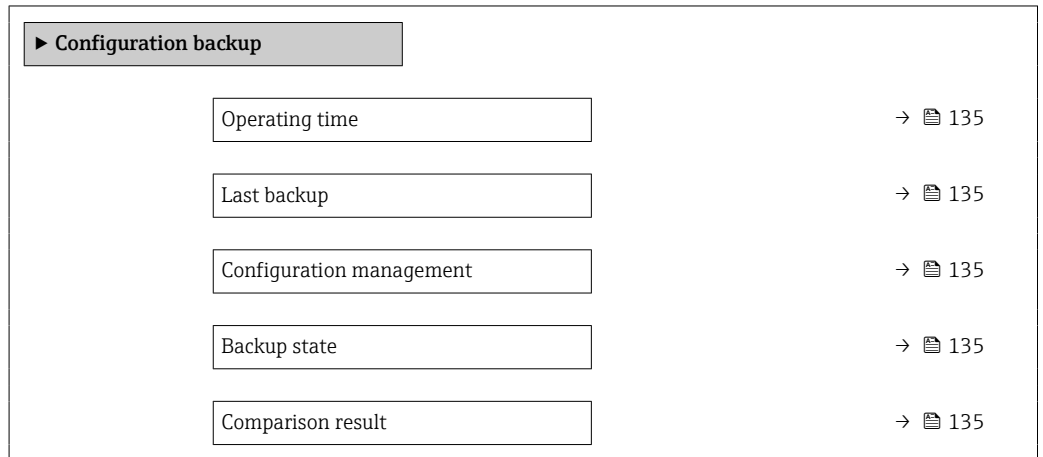 ► Configuration backup
Operating time → 135
Last backup → 135
Configuration management → 135
Backup state → 135
Comparison result → 135